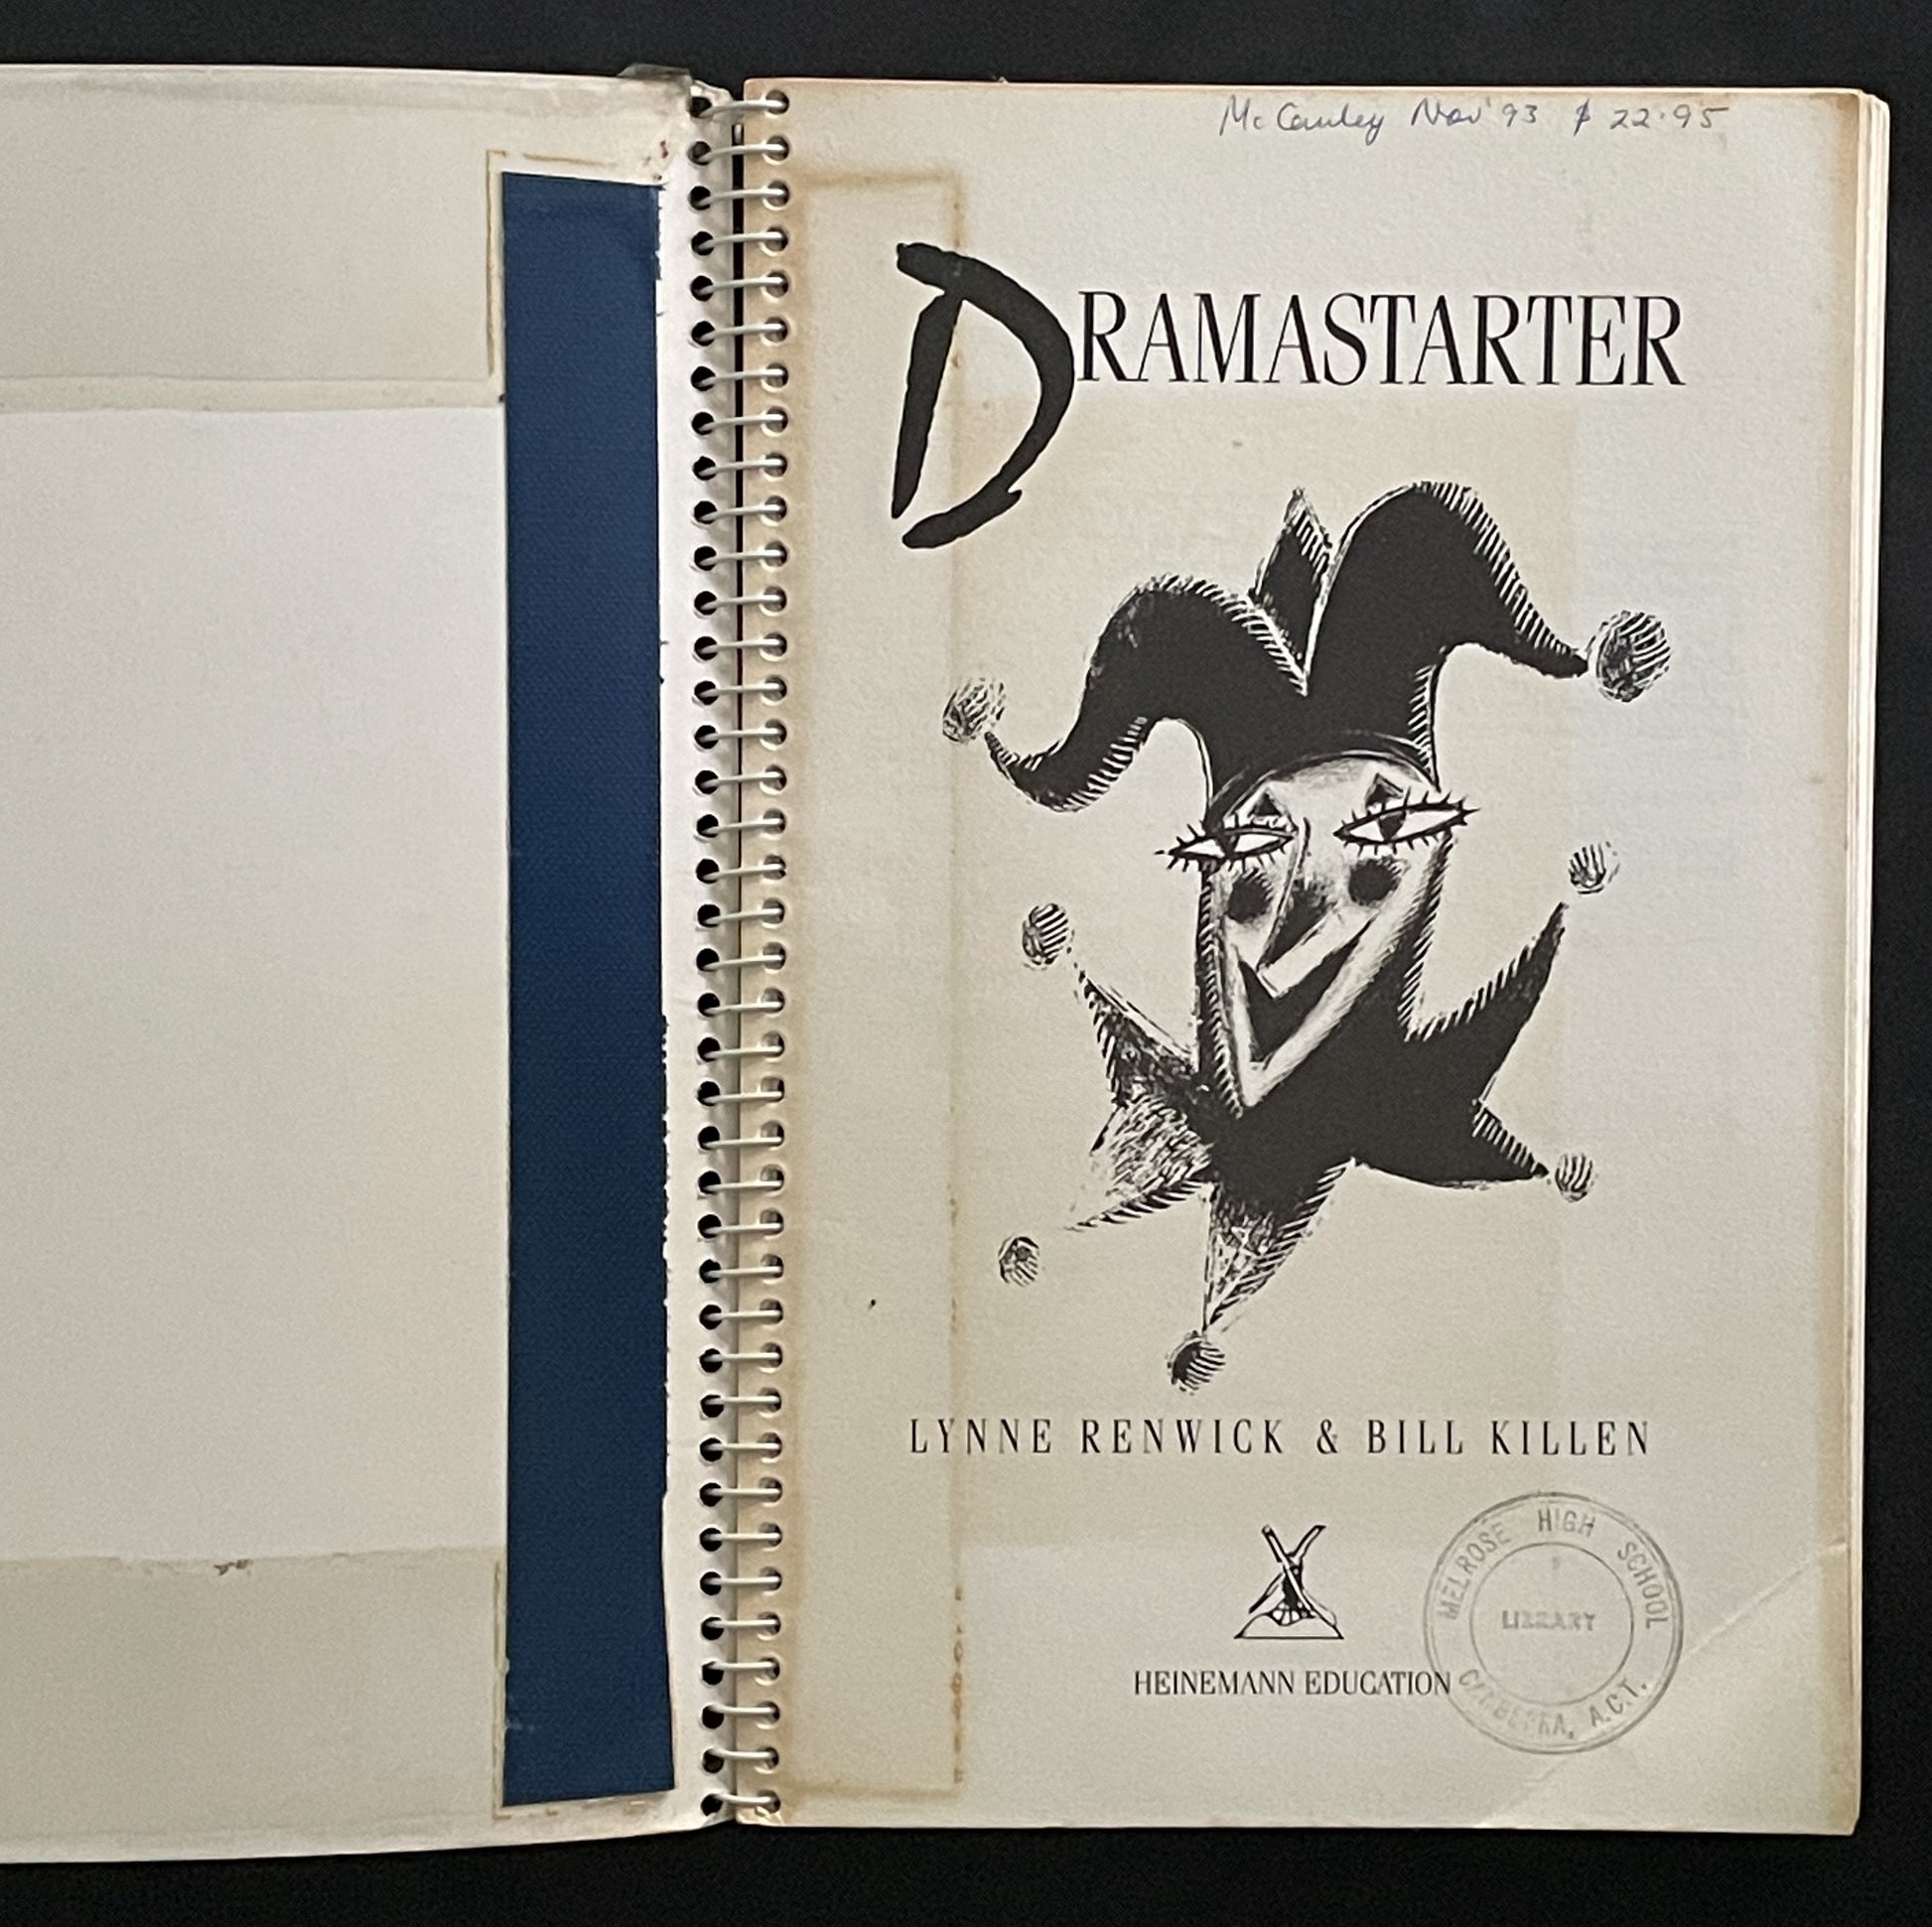 McCauley Nov '93 $ 22.95
DRAMASTARTER
LYNNE RENWICK & BILL KILLEN
HEINEMANN EDUCATION
MELROSE HIGH SCHOOL
LIBRARY
CANBERRA, A.C.T.